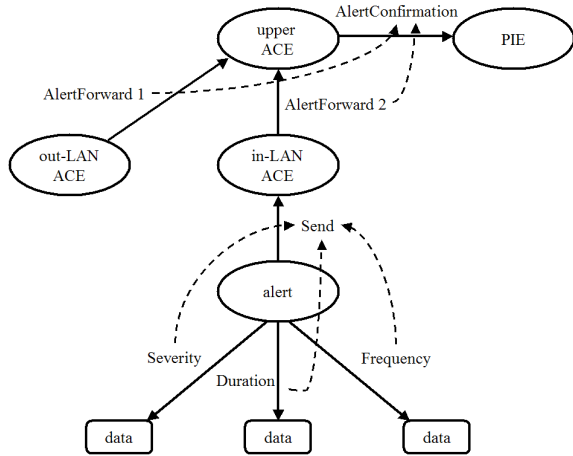 AlertConfirmation
upper
ACE
PIE
AlertForward 1
AlertForward 2
out-LAN
ACE
in-LAN
ACE
Send
alert
Severity
Frequency
Duration
data
data
data